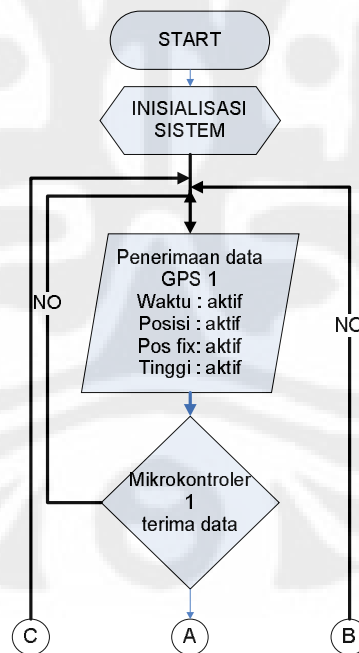 START
INISIALISASI
SISTEM
Penerimaan data
GPS 1
Waktu : aktif
Posisi : aktif
Pos fix: aktif
Tinggi : aktif
NO
NO
Mikrokontroler
1
terima data
C
A
B